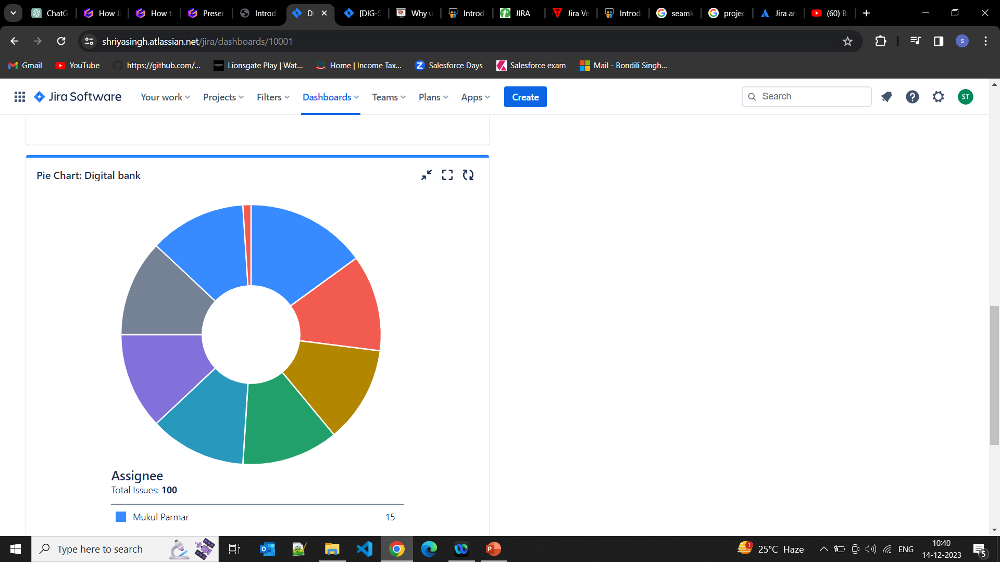 ChatG
How Ji
How t
Preser
Introd
Di
[DIG-5
Why u
Introd
JIRA
Jira Ve
Introd
seaml
projec
Jira an
(60) B
shriyasingh.atlassian.net/jira/dashboards/10001
S
Gmail
YouTube
https://github.com/...
Lionsgate Play | Wat...
Home | Income Tax...
Salesforce Days
Salesforce exam
Mail - Bondili Singh...
Jira Software
Your work
Projects
Filters
Dashboards
Teams
Plans
Apps
Create
Search
ST
Pie Chart: Digital bank
Assignee
Total Issues: 100
Mukul Parmar 15
Type here to search
1
25°C Haze
ENG
10:40
14-12-2023
5